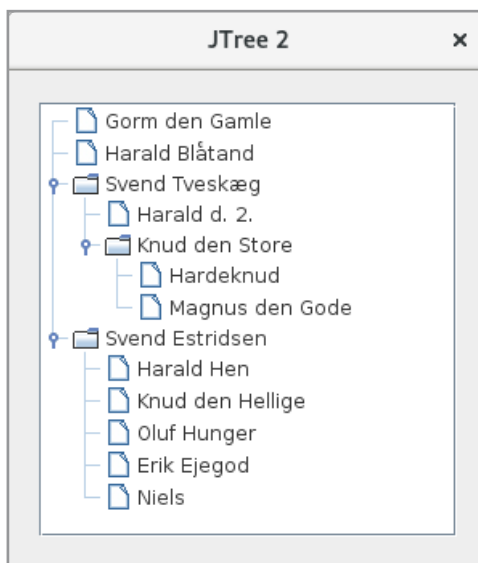 JTree 2
Gorm den Gamle
Harald Blåtand
Svend Tveskæg
Harald d. 2.
Knud den Store
Hardeknud
Magnus den Gode
Svend Estridsen
Harald Hen
Knud den Hellige
Oluf Hunger
Erik Ejegod
Niels